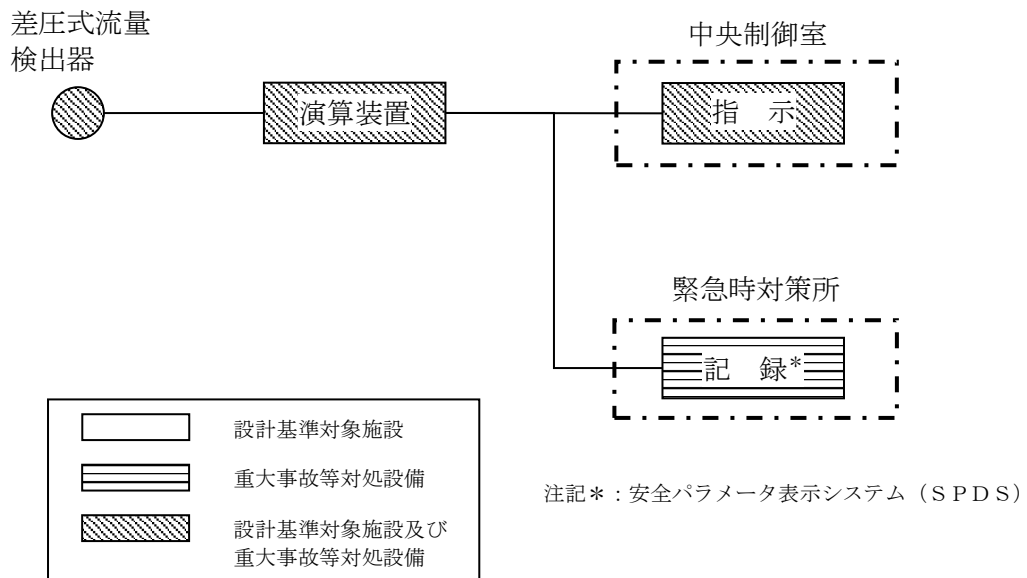 差圧式流量
検出器
中央制御室
演算装置
指　示
緊急時対策所
記　録*
設計基準対象施設
重大事故等対処設備
設計基準対象施設及び
重大事故等対処設備
注記＊：安全パラメータ表示システム（ＳＰＤＳ）